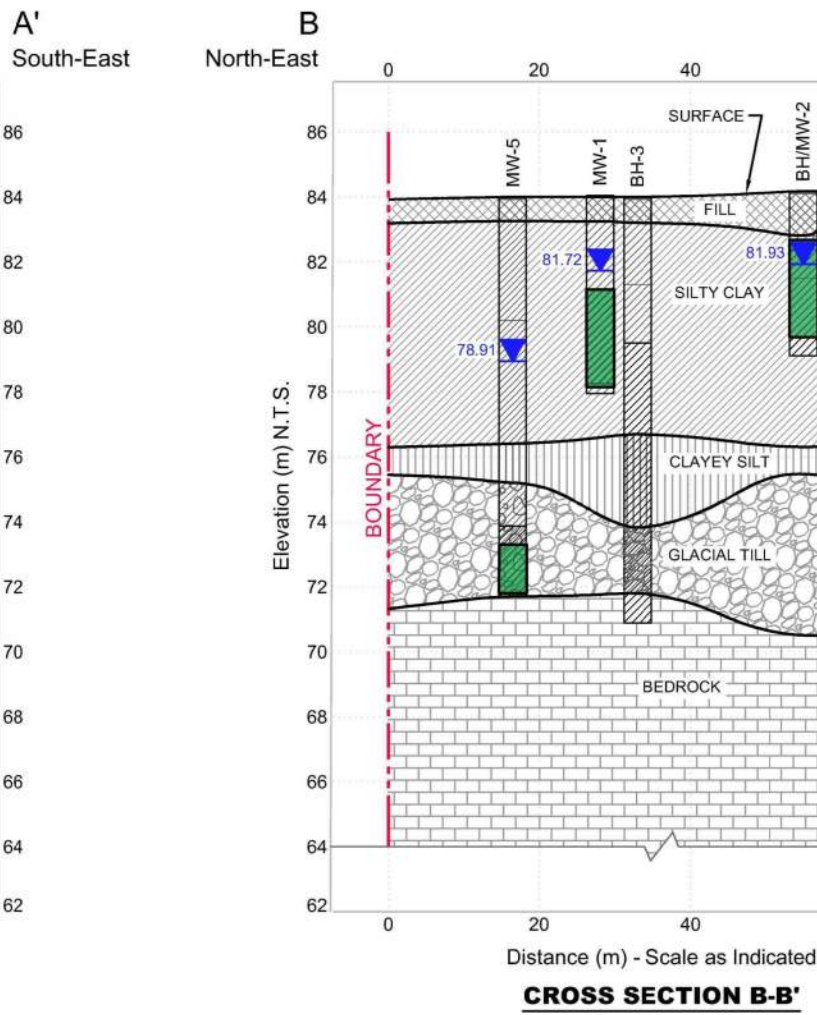 A'
South-East
B
North-East
0 20 40
86 86
84 84
82 82
80 80
78 78
76 76
74 74
72 72
70 70
68 68
66 66
64 64
62 62
Elevation (m) N.T.S.
BOUNDARY
MW-5
MW-1
BH-3
BH/MW-2
SURFACE
FILL
81.72
81.93
SILTY CLAY
78.91
CLAYEY SILT
GLACIAL TILL
BEDROCK
0 20 40
Distance (m) - Scale as Indicated
CROSS SECTION B-B'